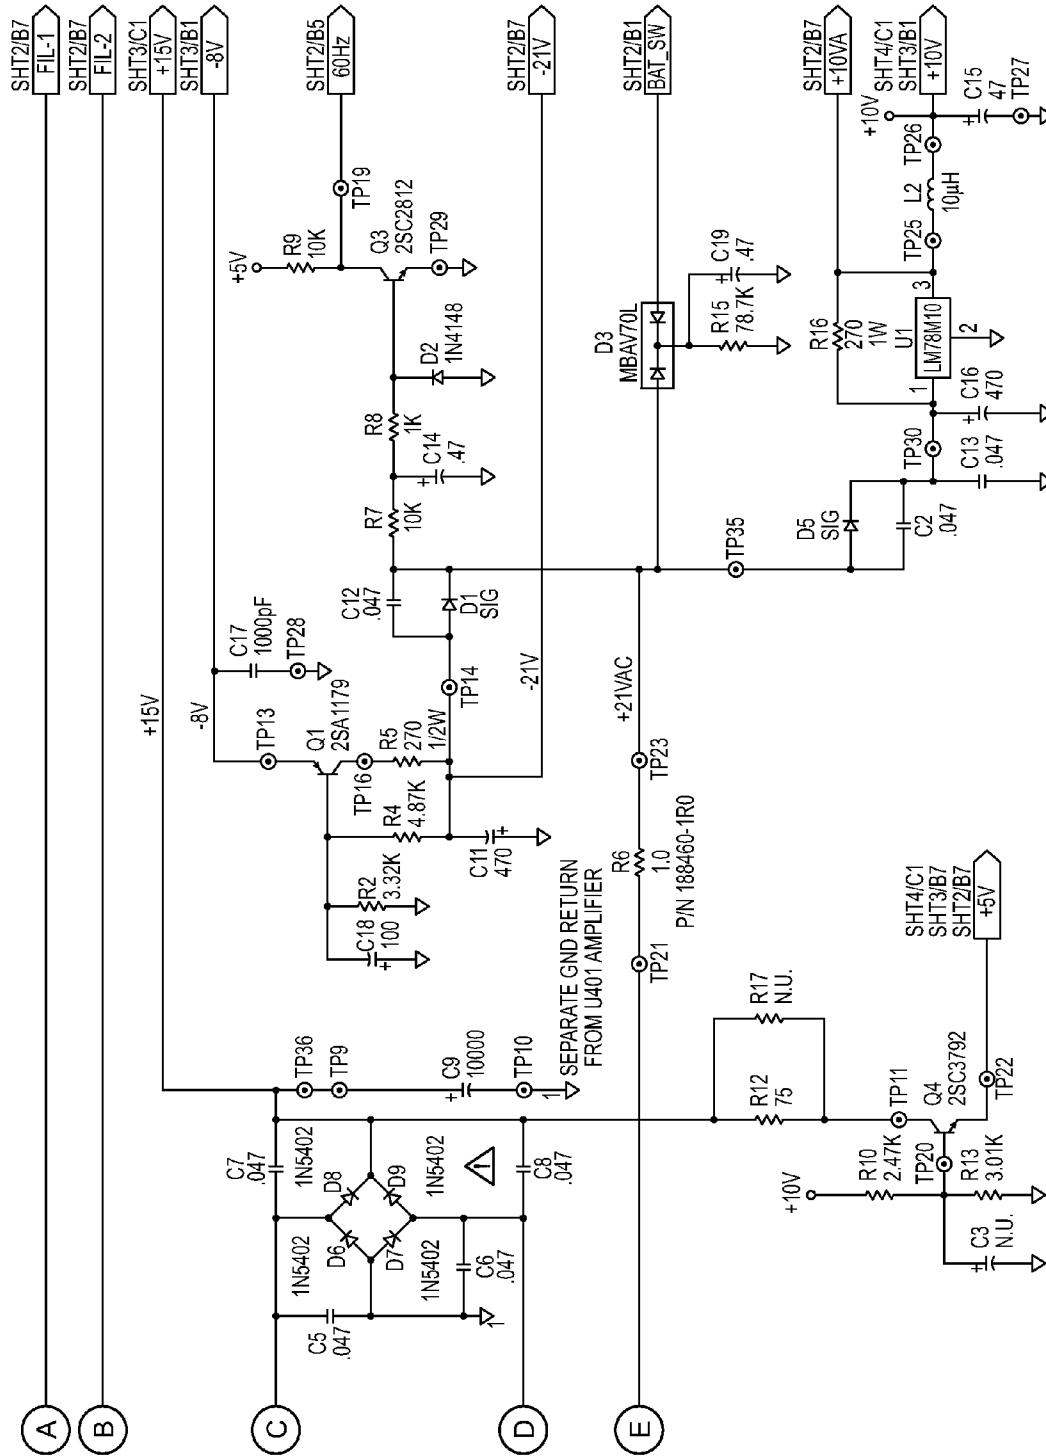 A
B
C
D
E
SHT2/B7
FIL-1
SHT2/B7
FIL-2
SHT3/C1
+15V
SHT3/B1
-8V
SHT2/B5
60Hz
SHT2/B7
-21V
SHT2/B1
BAT_SW
SHT2/B7
+10VA
SHT4/C1
SHT3/B1
+10V
+15V
-8V
C17
1000pF
TP28
TP13
Q1
2SA1179
TP16
R5
270
1/2W
R4
4.87K
R2
3.32K
C18
100
+
C11
470
+
TP14
-21V
C12
.047
D1
SIG
R7
10K
C14
.47
+
R8
1K
D2
1N4148
+5V
R9
10K
Q3
2SC2812
TP19
TP29
C7
.047
1N5402
1N5402
D8
D6
D9
D7
1N5402
1N5402
C5
.047
C6
.047
C8
.047
1
TP36
TP9
C9
10000
+
TP10
1
SEPARATE GND RETURN
FROM U401 AMPLIFIER
TP21
R6
1.0
P/N 188460-1R0
TP23
+21VAC
D3
MBAV70L
C19
.47
+
R15
78.7K
TP35
D5
SIG
C2
.047
C13
.047
TP30
C16
470
+
R16
270
1W
U1
LM78M10
1
2
3
TP25
L2
10µH
TP26
+10V
C15
47
+
TP27
R17
N.U.
R12
75
TP11
Q4
2SC3792
TP22
TP20
R10
2.47K
R13
3.01K
+10V
C3
N.U.
+
SHT4/C1
SHT3/B7
SHT2/B7
+5V